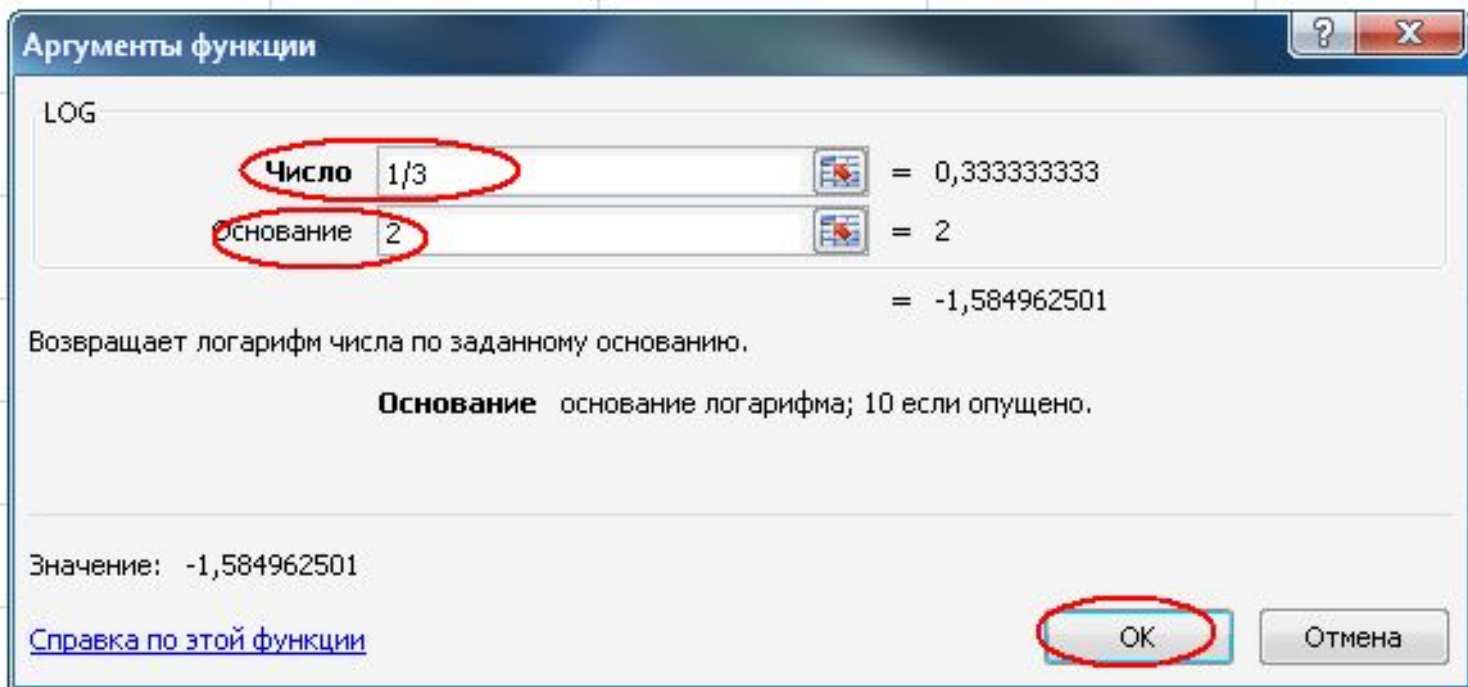 Аргументы функции
LOG
Число 1/3 = 0,333333333
Основание 2 = 2
= -1,584962501
Возвращает логарифм числа по заданному основанию.
Основание основание логарифма; 10 если опущено.
Значение: -1,584962501
Справка по этой функции
ОК Отмена